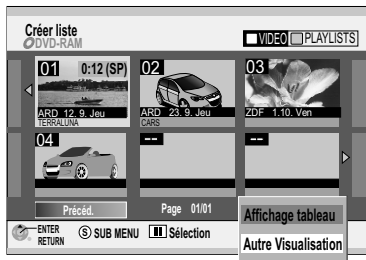 Créer liste
DVD-RAM
VIDEO PLAYLISTS
01 0:12 (SP)
ARD 12. 9. Jeu
TERRALUNA
02
ARD 23. 9. Jeu
CARS
03
ZDF 1.10. Ven
04
--
--
Précéd.
Page 01/01
Affichage tableau
Autre Visualisation
ENTER
RETURN
S SUB MENU
Sélection